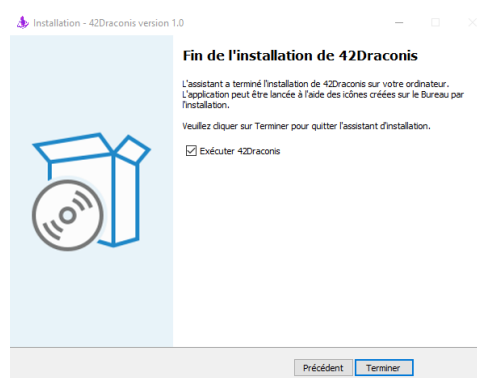 Installation - 42Draconis version 1.0
Fin de l'installation de 42Draconis
L'assistant a terminé l'installation de 42Draconis sur votre ordinateur.
L'application peut être lancée à l'aide des icônes créées sur le Bureau par
l'installation.
Veuillez cliquer sur Terminer pour quitter l'assistant d'installation.
Exécuter 42Draconis
Précédent Terminer